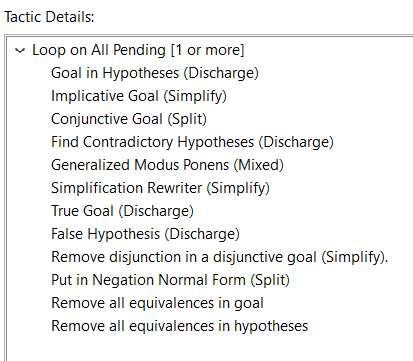 Tactic Details:
Loop on All Pending [1 or more]
Goal in Hypotheses (Discharge)
Implicative Goal (Simplify)
Conjunctive Goal (Split)
Find Contradictory Hypotheses (Discharge)
Generalized Modus Ponens (Mixed)
Simplification Rewriter (Simplify)
True Goal (Discharge)
False Hypothesis (Discharge)
Remove disjunction in a disjunctive goal (Simplify).
Put in Negation Normal Form (Split)
Remove all equivalences in goal
Remove all equivalences in hypotheses